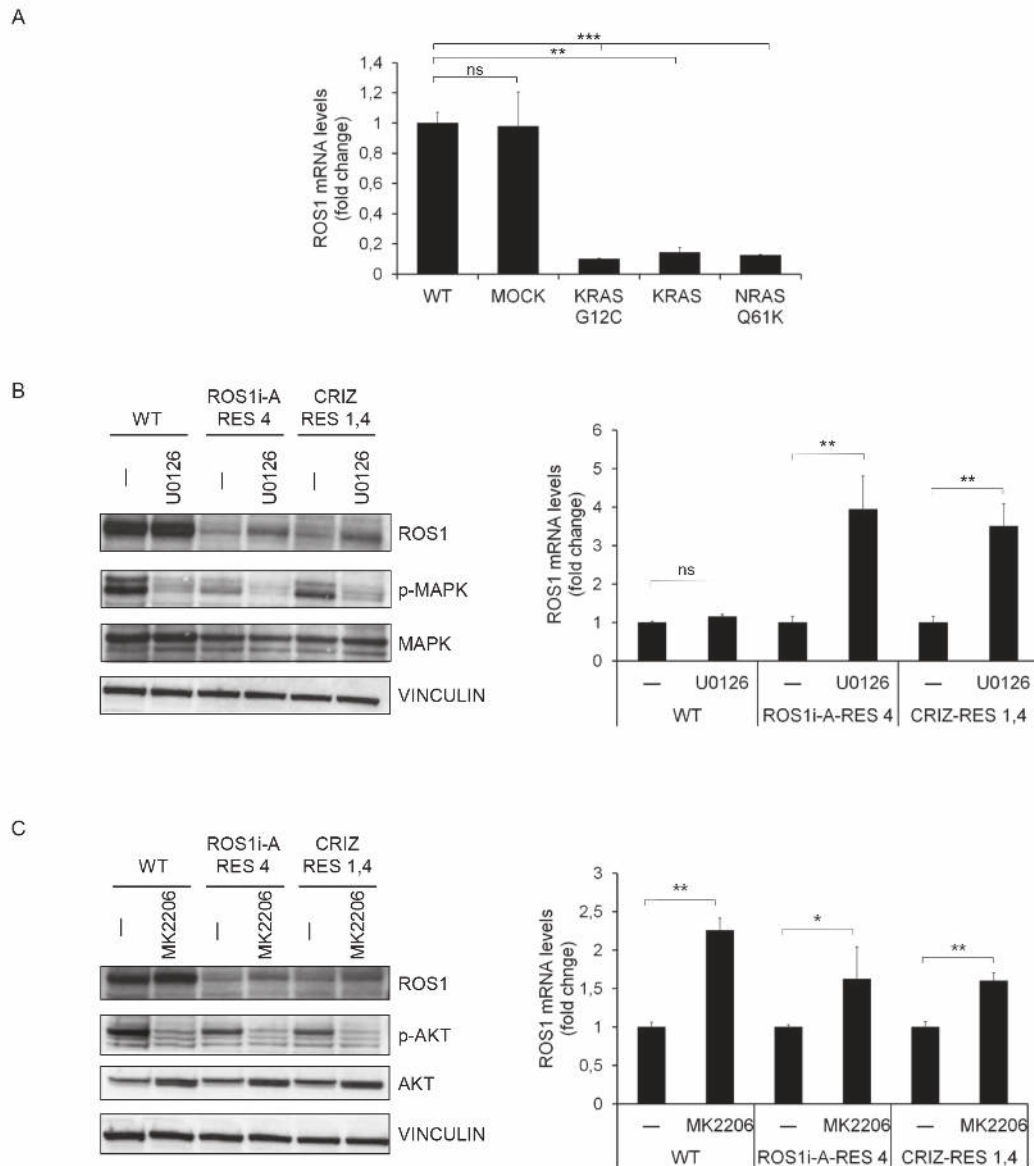 A
***
**
ns
ROS1 mRNA levels
(fold change)
1,4
1,2
1
0,8
0,6
0,4
0,2
0
WT MOCK KRAS KRAS NRAS
G12C Q61K
B
WT ROS1i-A CRIZ
RES 4 RES 1,4
— U0126 — U0126 — U0126
ROS1
p-MAPK
MAPK
VINCULIN
ROS1 mRNA levels
(fold change)
6
5
4
3
2
1
0
ns ** **
— U0126 — U0126 — U0126
WT ROS1i-A-RES 4 CRIZ-RES 1,4
C
WT ROS1i-A CRIZ
RES 4 RES 1,4
— MK2206 — MK2206 — MK2206
ROS1
p-AKT
AKT
VINCULIN
ROS1 mRNA levels
(fold chnge)
3
2,5
2
1,5
1
0,5
0
** * **
— MK2206 — MK2206 — MK2206
WT ROS1i-A-RES 4 CRIZ-RES 1,4